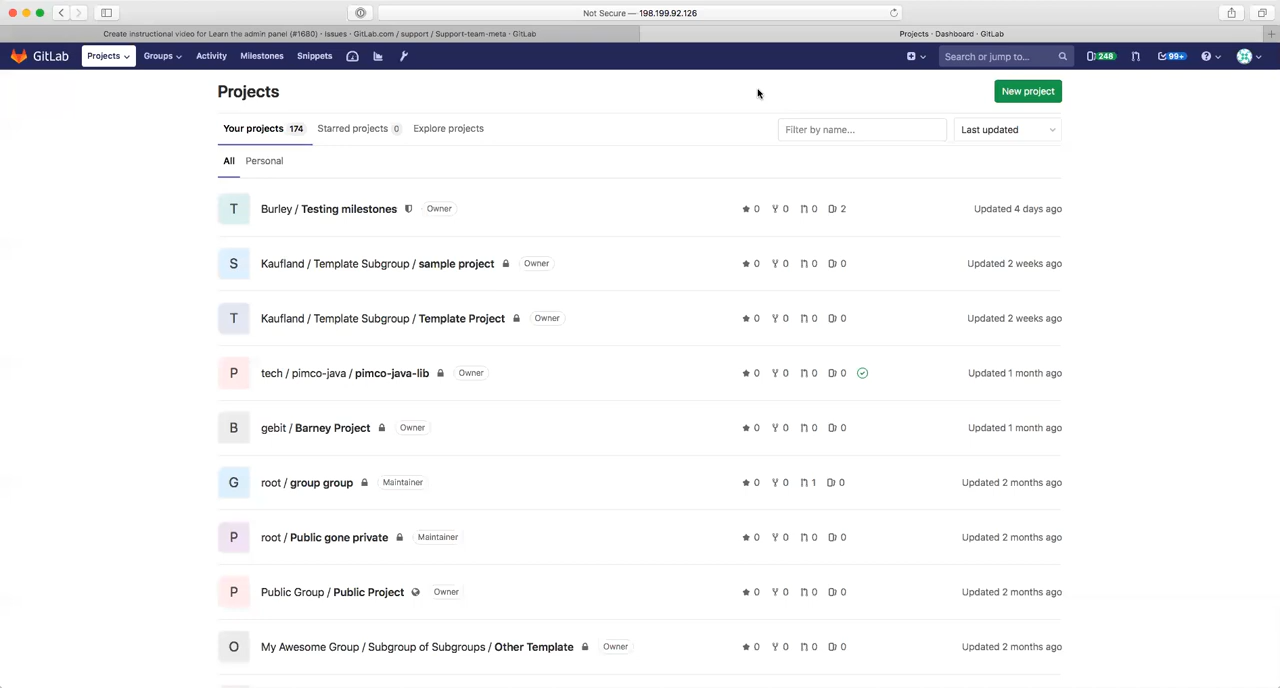 Not Secure — 198.199.92.126
Create instructional video for Learn the admin panel (#1680) · Issues · GitLab.com / support / Support-team-meta · GitLab
Projects · Dashboard · GitLab
GitLab Projects Groups Activity Milestones Snippets Search or jump to... 248 99+
Projects New project
Your projects 174 Starred projects 0 Explore projects Filter by name... Last updated
All Personal
T Burley / Testing milestones Owner 0 0 0 2 Updated 4 days ago
S Kaufland / Template Subgroup / sample project Owner 0 0 0 0 Updated 2 weeks ago
T Kaufland / Template Subgroup / Template Project Owner 0 0 0 0 Updated 2 weeks ago
P tech / pimco-java / pimco-java-lib Owner 0 0 0 0 Updated 1 month ago
B gebit / Barney Project Owner 0 0 0 0 Updated 1 month ago
G root / group group Maintainer 0 0 1 0 Updated 2 months ago
P root / Public gone private Maintainer 0 0 0 0 Updated 2 months ago
P Public Group / Public Project Owner 0 0 0 0 Updated 2 months ago
O My Awesome Group / Subgroup of Subgroups / Other Template Owner 0 0 0 0 Updated 2 months ago